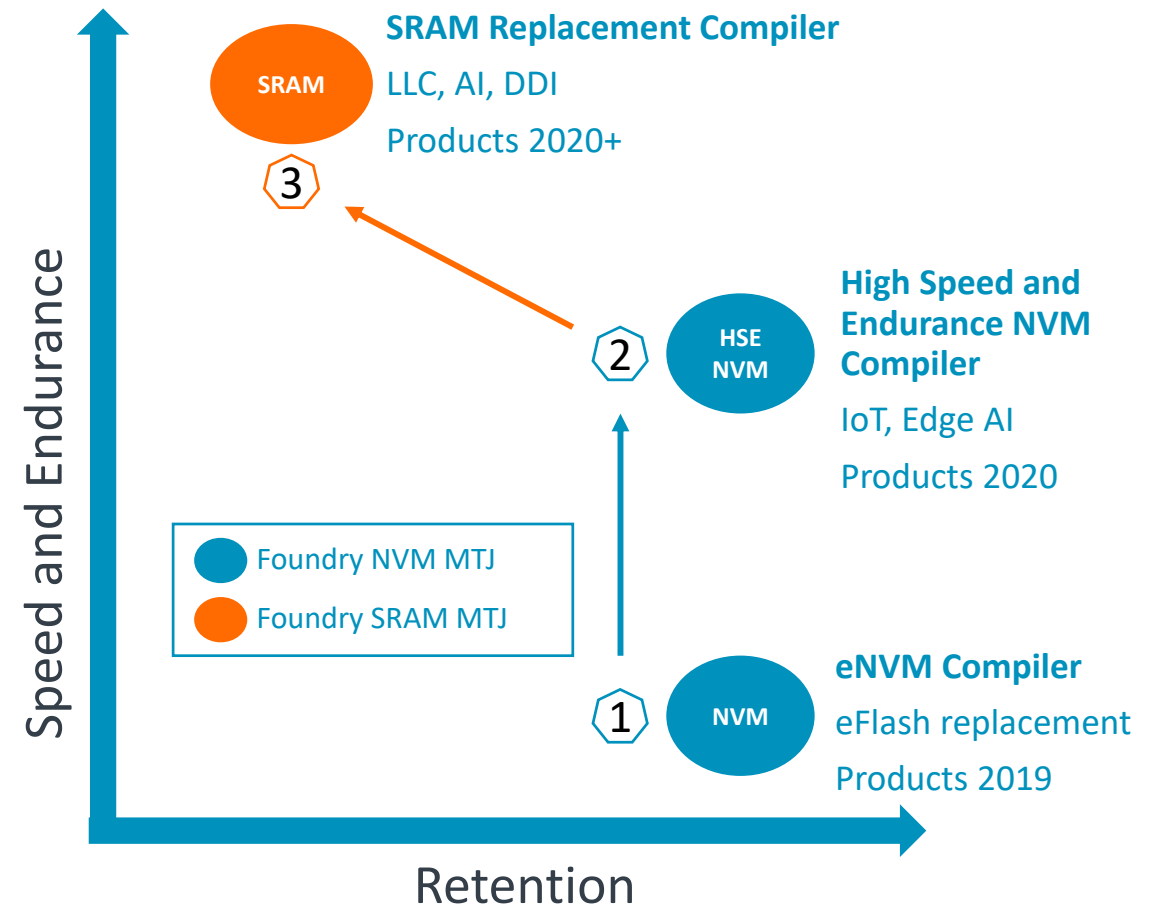 SRAM Replacement Compiler
SRAM
LLC, AI, DDI
Products 2020+
3
High Speed and
Endurance NVM
Compiler
2
HSE
NVM
IoT, Edge AI
Products 2020
Foundry NVM MTJ
Foundry SRAM MTJ
eNVM Compiler
1
NVM
eFlash replacement
Products 2019
Speed and Endurance
Retention